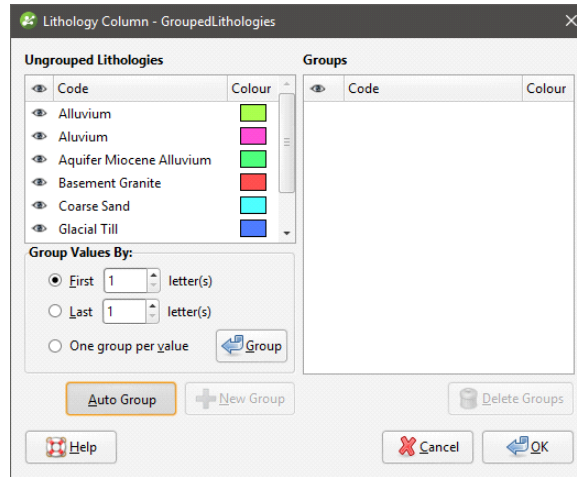 Lithology Column - GroupedLithologies
Ungrouped Lithologies
Code Colour
Alluvium
Aluvium
Aquifer Miocene Alluvium
Basement Granite
Coarse Sand
Glacial Till
Group Values By:
First 1 letter(s)
Last 1 letter(s)
One group per value Group
Auto Group New Group
Groups
Code Colour
Delete Groups
Help Cancel OK